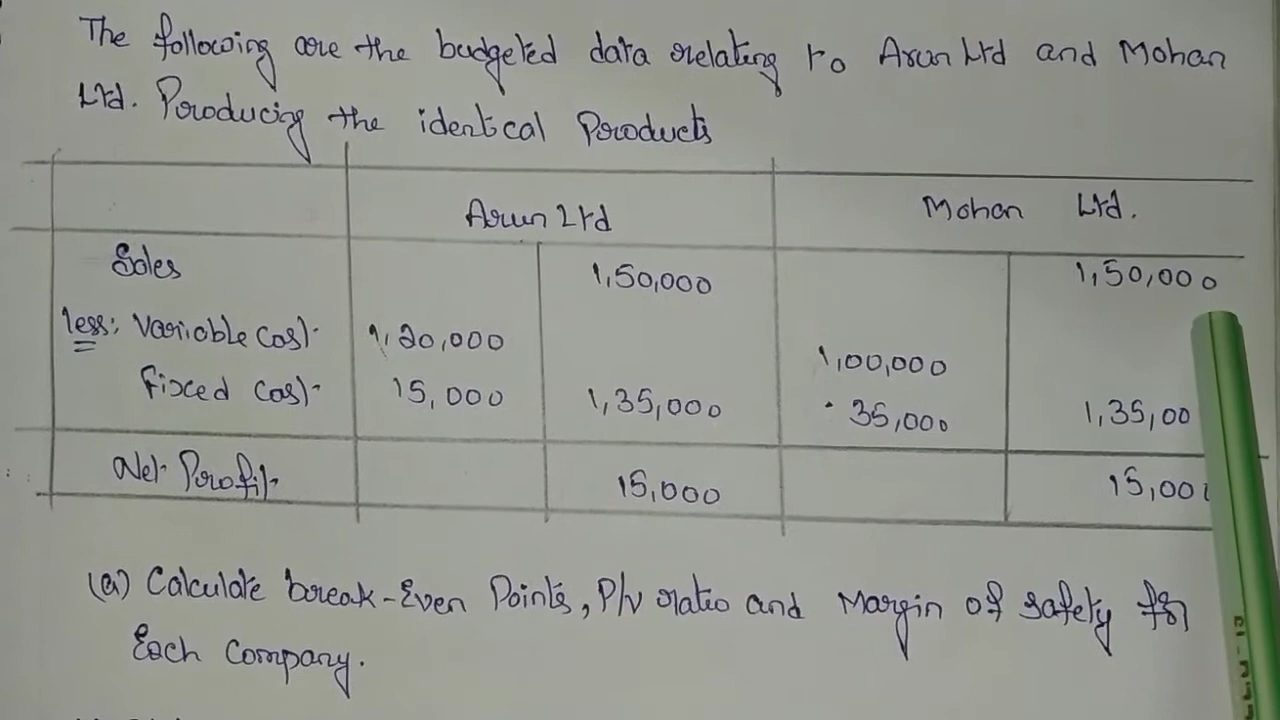 The following are the budgeted data relating to Arun Ltd and Mohan
Ltd. Producing the identical Products
Arun Ltd Mohan Ltd.
Sales 1,50,000 1,50,000
less: Variable Cost 1,20,000 1,00,000
Fixed Cost 15,000 1,35,000 35,000 1,35,00
Net Profit 15,000 15,00
(a) Calculate break-Even Points, P/v ratio and Margin of Safety for
Each Company.